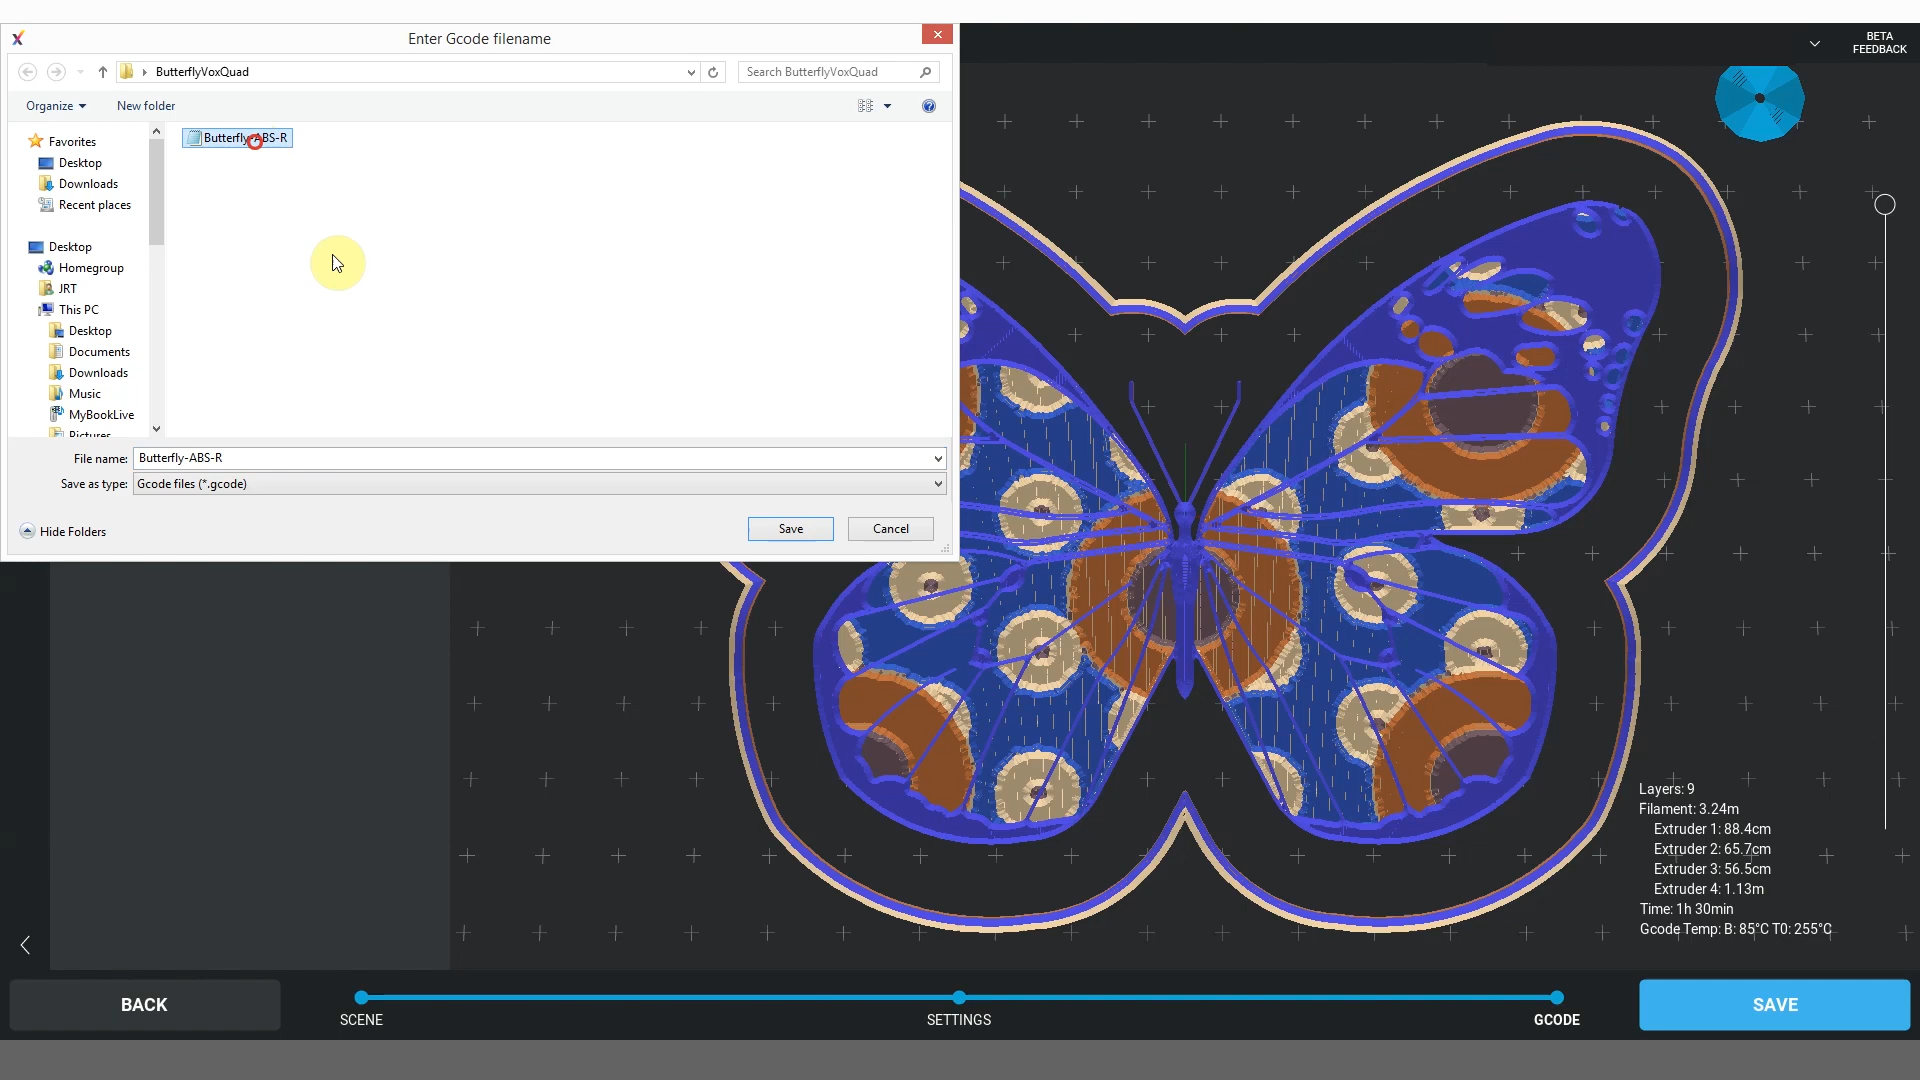 Enter Gcode filename
BETA
FEEDBACK
ButterflyVoxQuad
Search ButterflyVoxQuad
Organize
New folder
Butterfly-ABS-R
Favorites
Desktop
Downloads
Recent places
Desktop
Homegroup
JRT
This PC
Desktop
Documents
Downloads
Music
MyBookLive
Pictures
File name: Butterfly-ABS-R
Save as type: Gcode files (*.gcode)
Hide Folders
Save
Cancel
Layers: 9
Filament: 3.24m
Extruder 1: 88.4cm
Extruder 2: 65.7cm
Extruder 3: 56.5cm
Extruder 4: 1.13m
Time: 1h 30min
Gcode Temp: B: 85°C T0: 255°C
BACK
SCENE
SETTINGS
GCODE
SAVE